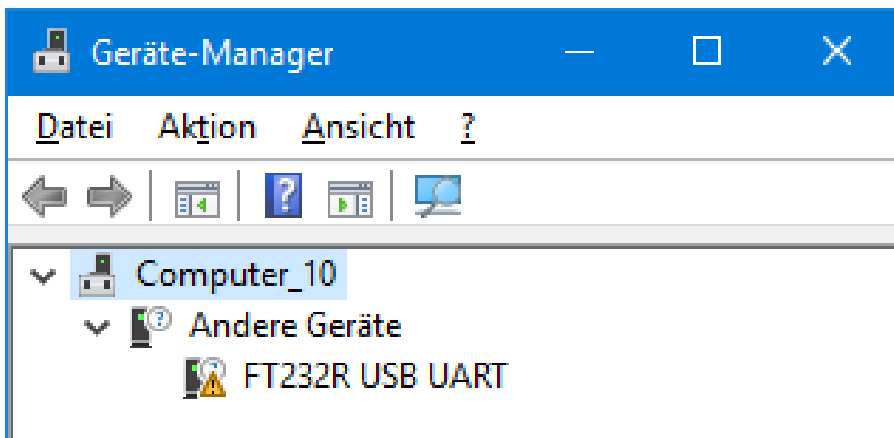 Geräte-Manager
Datei Aktion Ansicht ?
Computer_10
Andere Geräte
FT232R USB UART